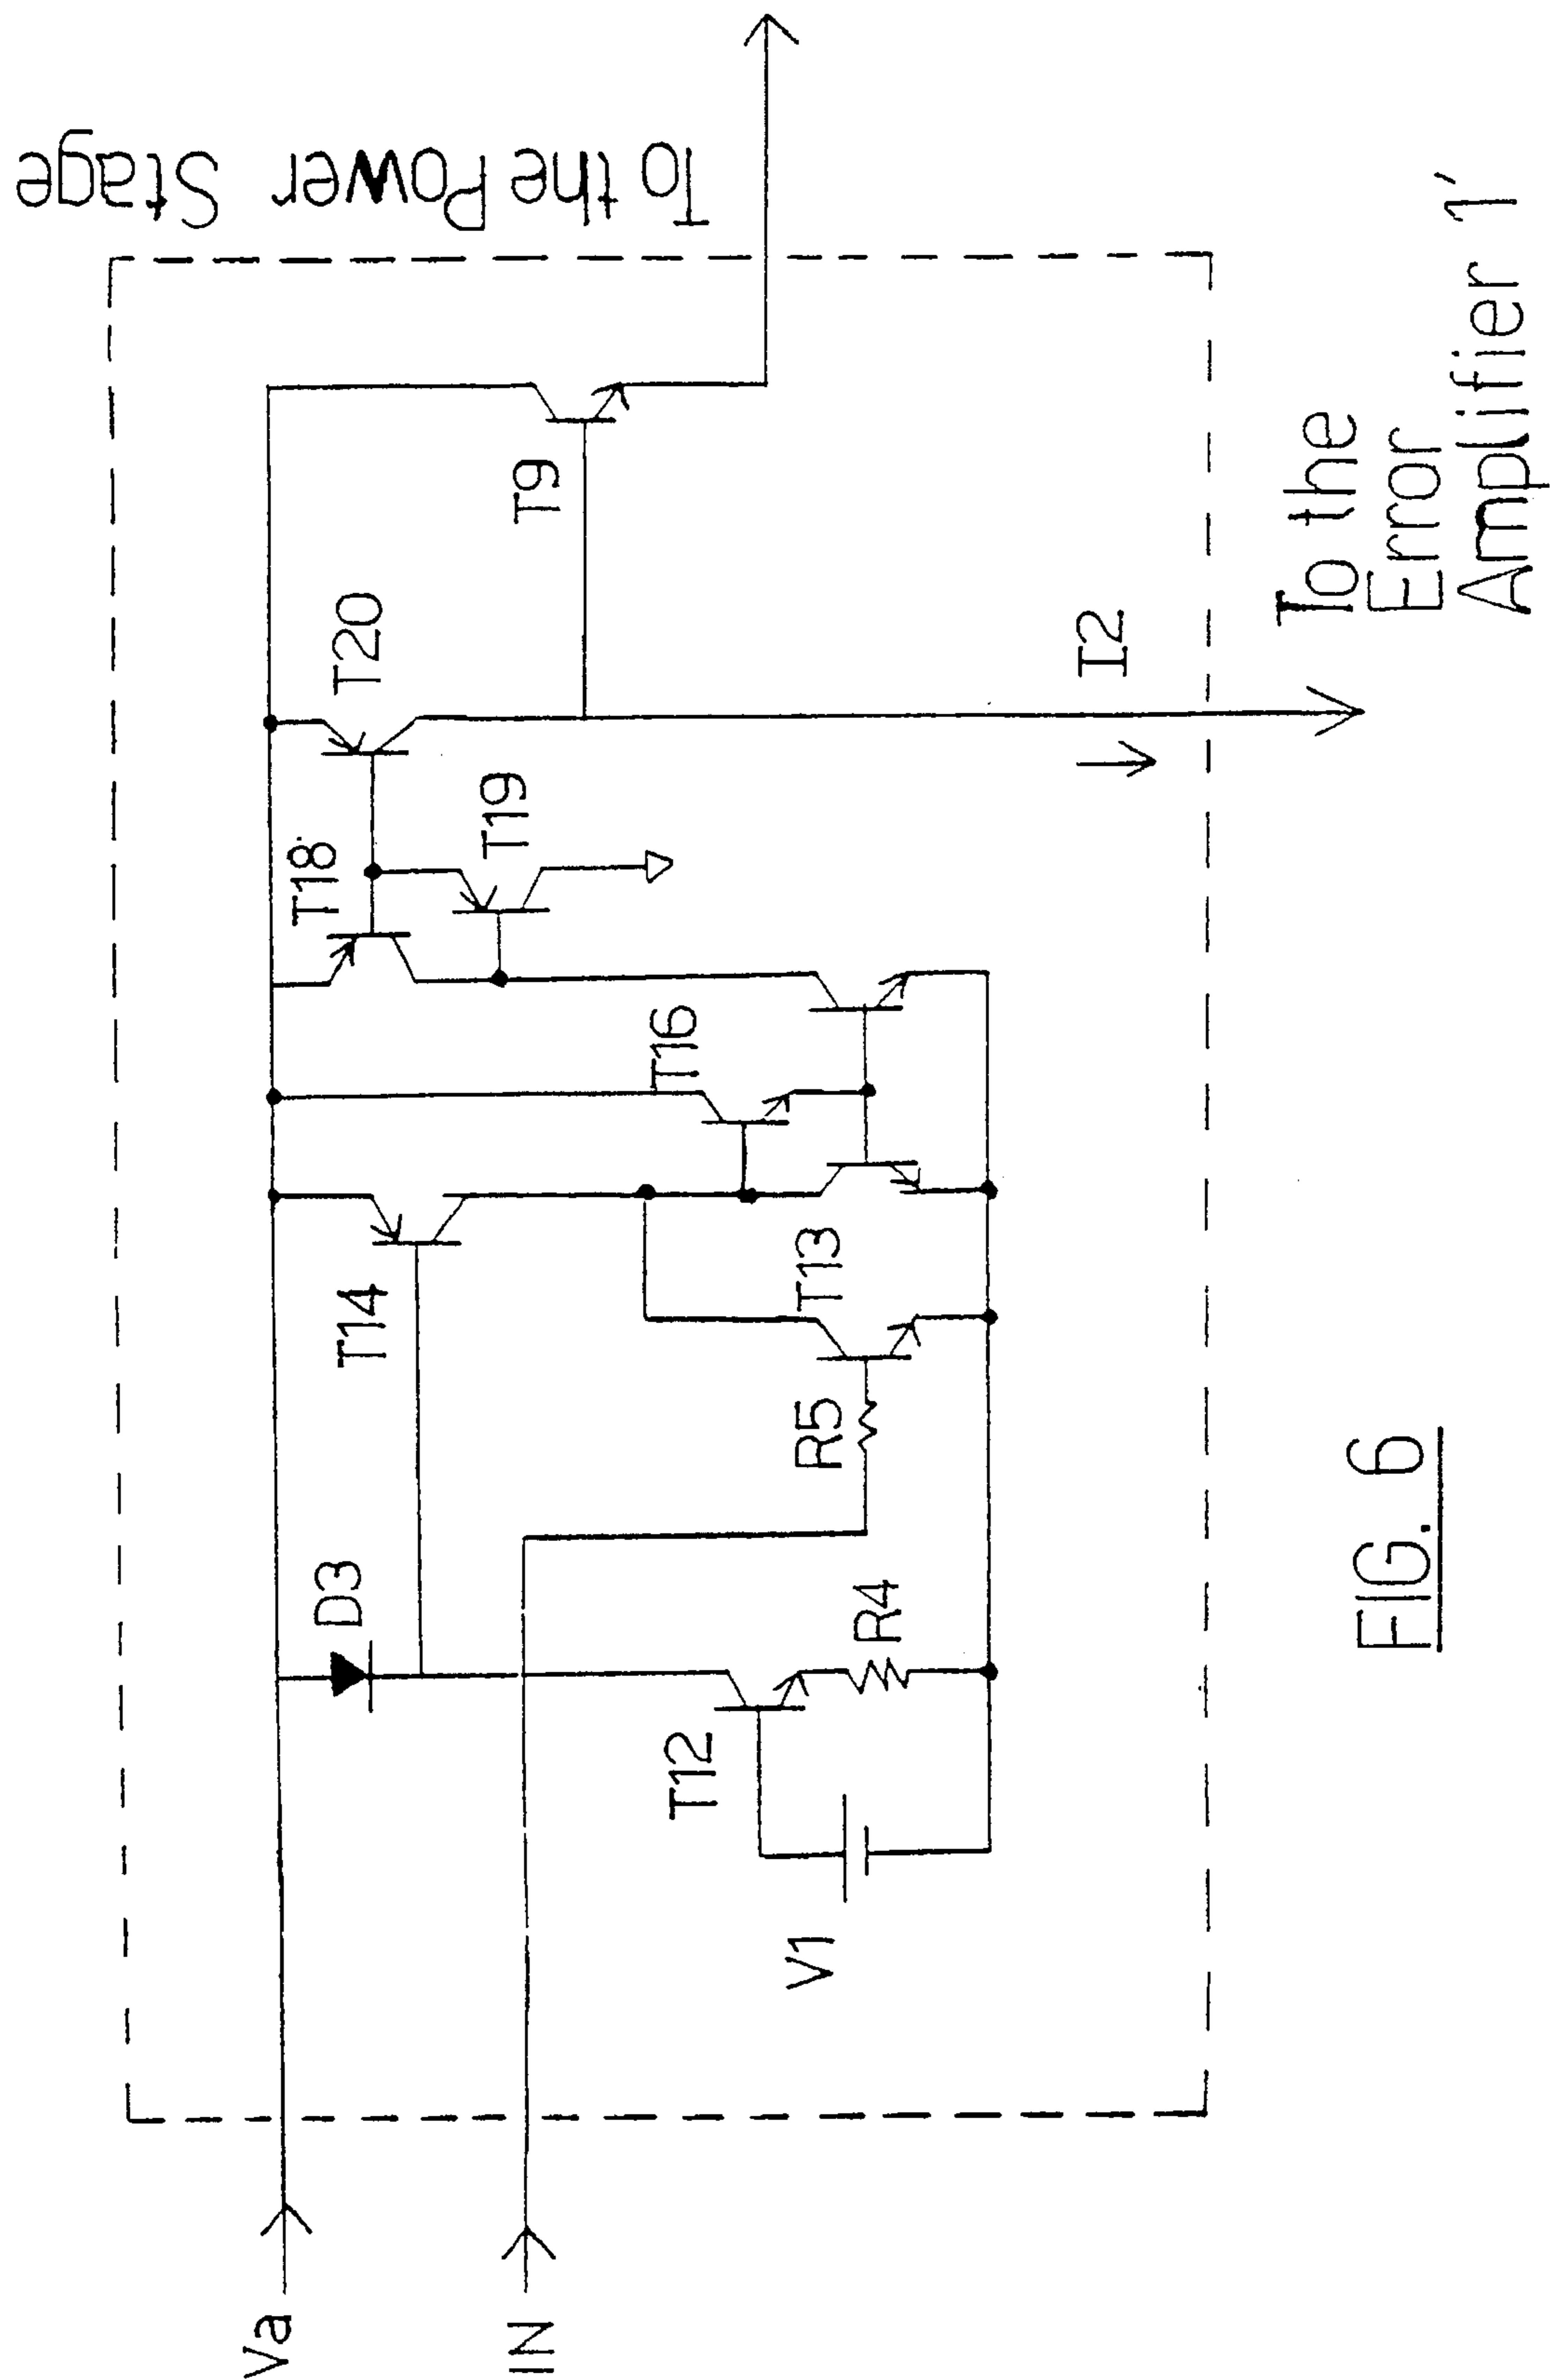 Va
IN
V1
T12
D3
R4
R5
T14
T13
T16
T18
T19
T20
T9
I2
To the Power
Stage
To the
Error
Amplifier 1'
FIG. 6